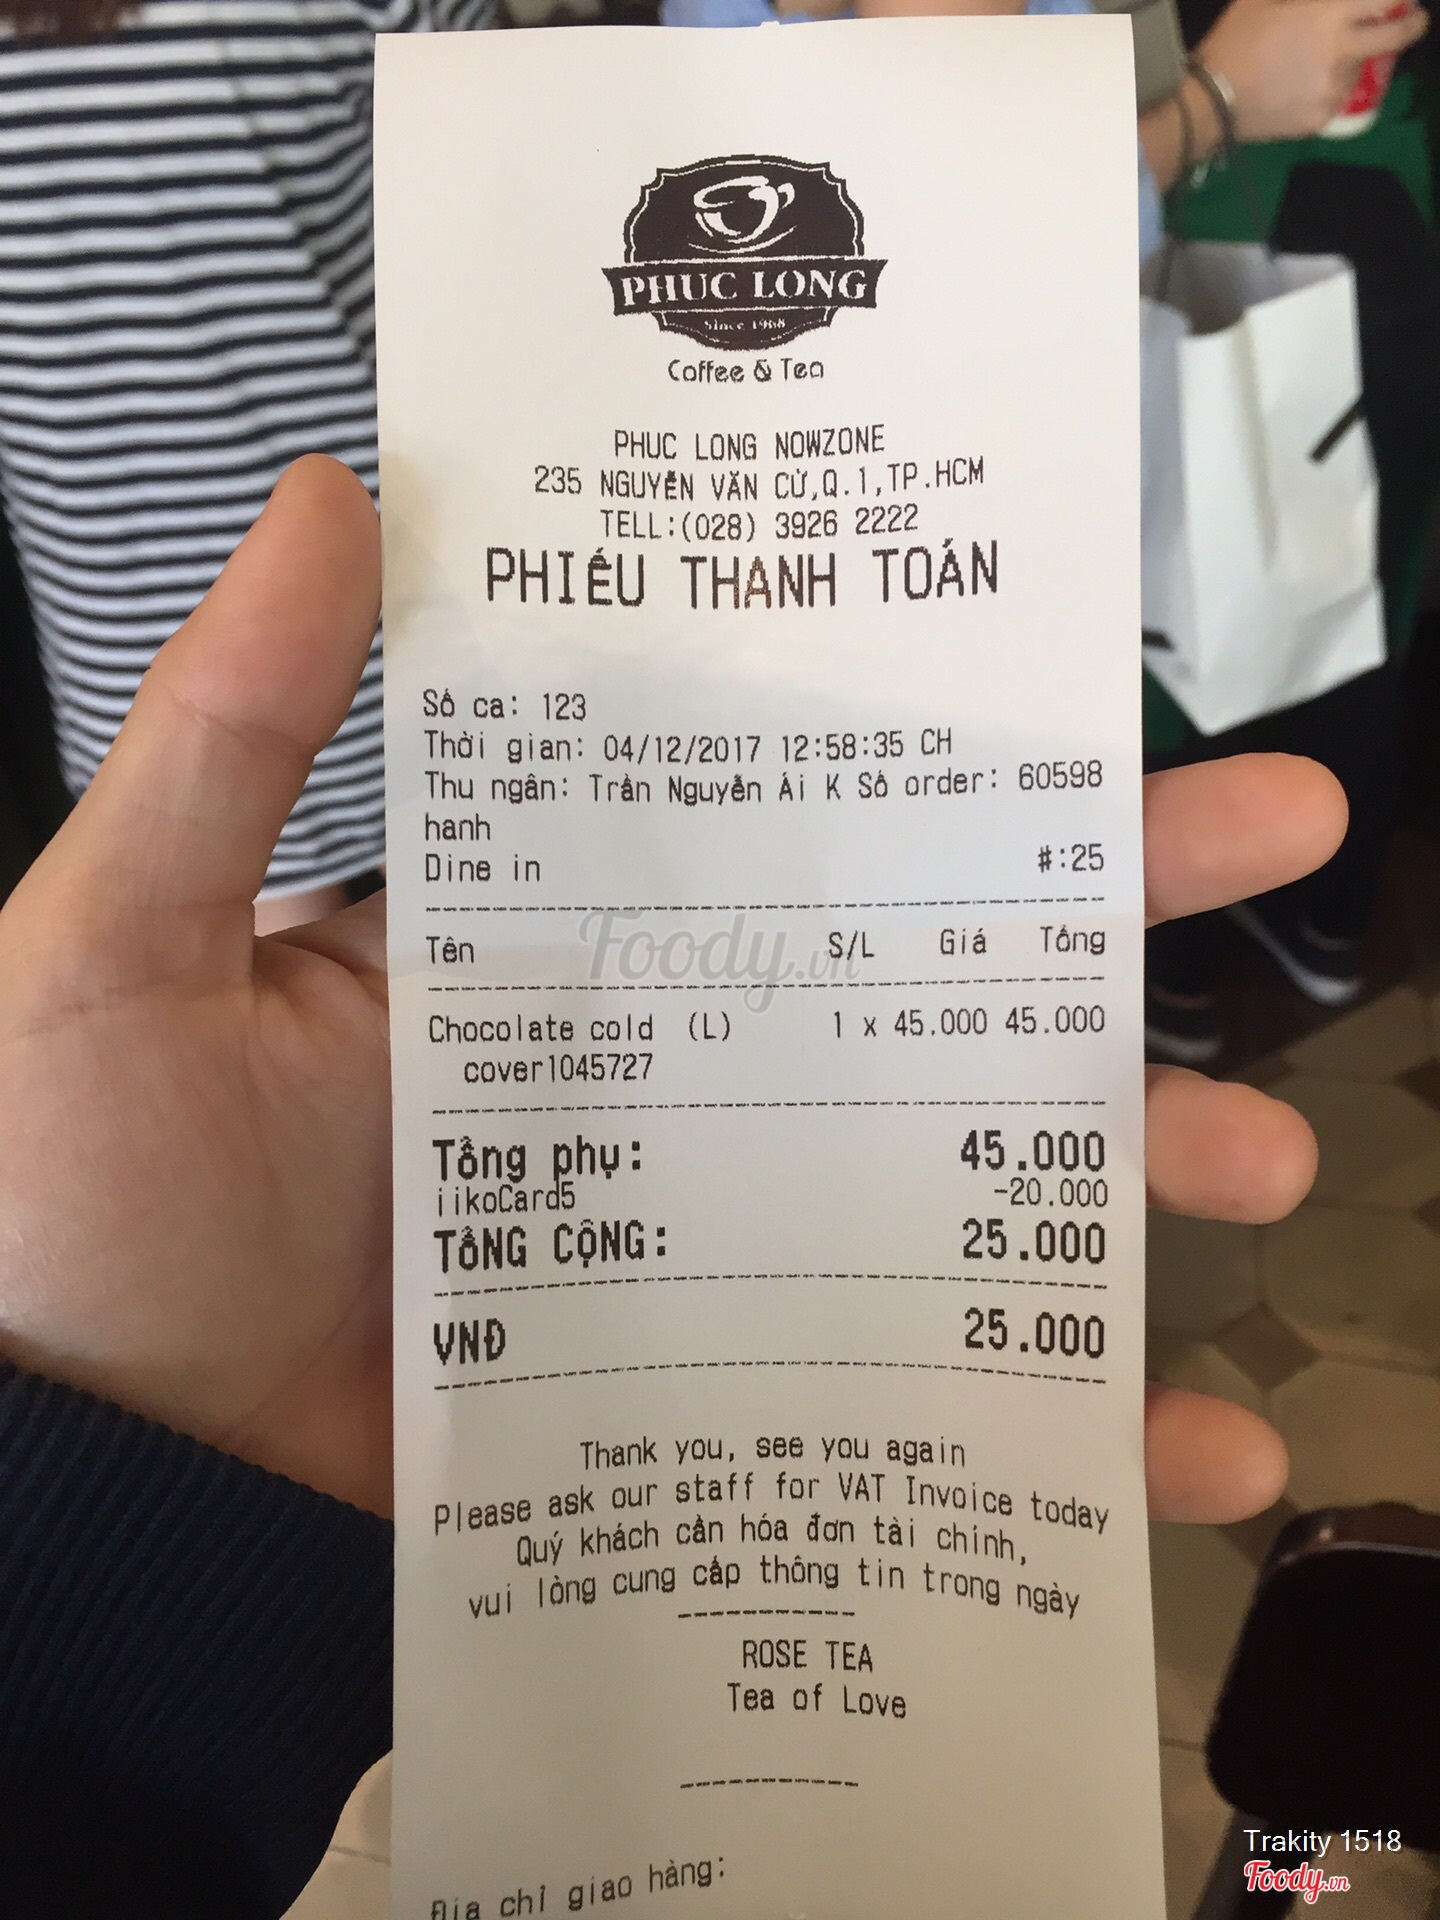 PHUC LONG
Since 1968
Coffee & Tea
PHUC LONG NOWZONE
235 NGUYỄN VĂN CỪ,Q.1,TP.HCM
TELL:(028) 3926 2222
PHIẾU THANH TOÁN
Số ca: 123
Thời gian: 04/12/2017 12:58:35 CH
Thu ngân: Trần Nguyễn Ái K Số order: 60598
hanh
Dine in #:25
Foody.vn
Tên S/L Giá Tổng
Chocolate cold (L) 1 x 45.000 45.000
cover1045727
Tổng phụ: 45.000
iikoCard5 -20.000
TỔNG CỘNG: 25.000
VNĐ 25.000
Thank you, see you again
Please ask our staff for VAT Invoice today
Quý khách cần hóa đơn tài chính,
vui lòng cung cấp thông tin trong ngày
ROSE TEA
Tea of Love
Địa chỉ giao hàng:
Trakity 1518
Foody.vn